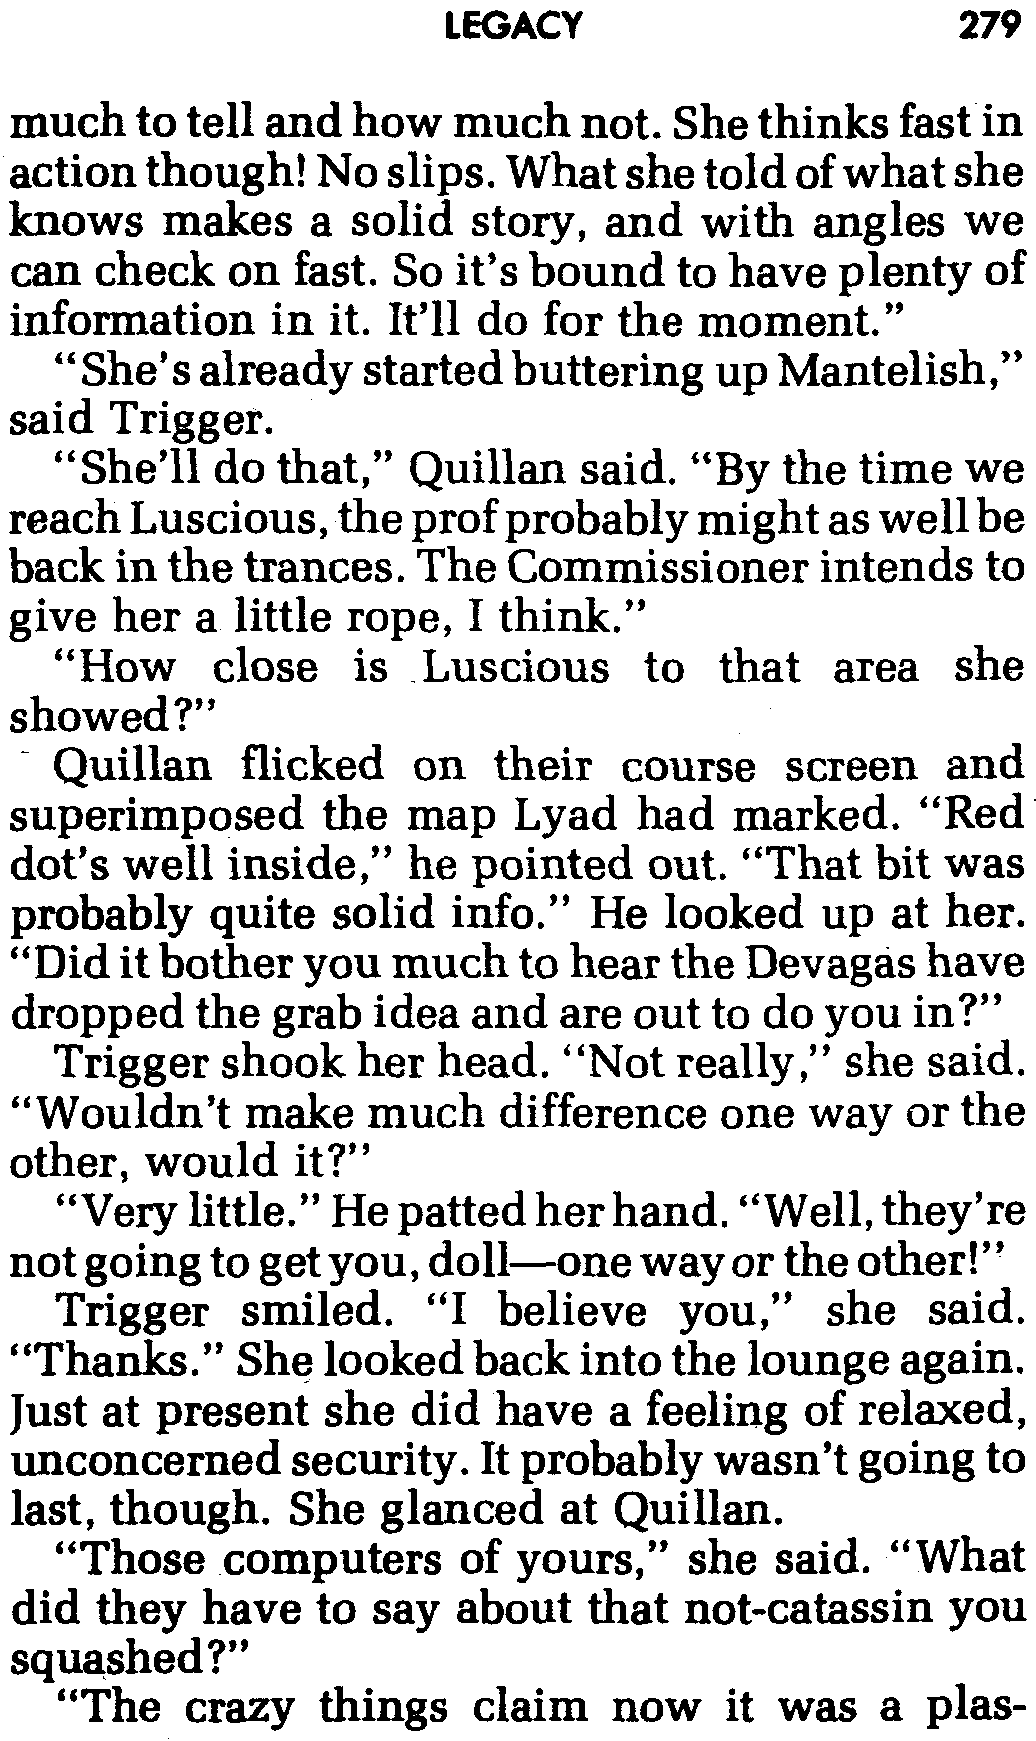 LEGACY 279
much to tell and how much not. She thinks fast in
action though! No slips. What she told of what she
knows makes a solid story, and with angles we
can check on fast. So it's bound to have plenty of
information in it. It'll do for the moment."
"She's already started buttering up Mantelish,"
said Trigger.
"She'll do that," Quillan said. "By the time we
reach Luscious, the prof probably might as well be
back in the trances. The Commissioner intends to
give her a little rope, I think."
"How close is Luscious to that area she
showed?"
Quillan flicked on their course screen and
superimposed the map Lyad had marked. "Red
dot's well inside," he pointed out. "That bit was
probably quite solid info." He looked up at her.
"Did it bother you much to hear the Devagas have
dropped the grab idea and are out to do you in?"
Trigger shook her head. "Not really," she said.
"Wouldn't make much difference one way or the
other, would it?"
"Very little." He patted her hand. "Well, they're
not going to get you, doll—one way or the other!"
Trigger smiled. "I believe you," she said.
"Thanks." She looked back into the lounge again.
Just at present she did have a feeling of relaxed,
unconcerned security. It probably wasn't going to
last, though. She glanced at Quillan.
"Those computers of yours," she said. "What
did they have to say about that not-catassin you
squashed?"
"The crazy things claim now it was a plas-